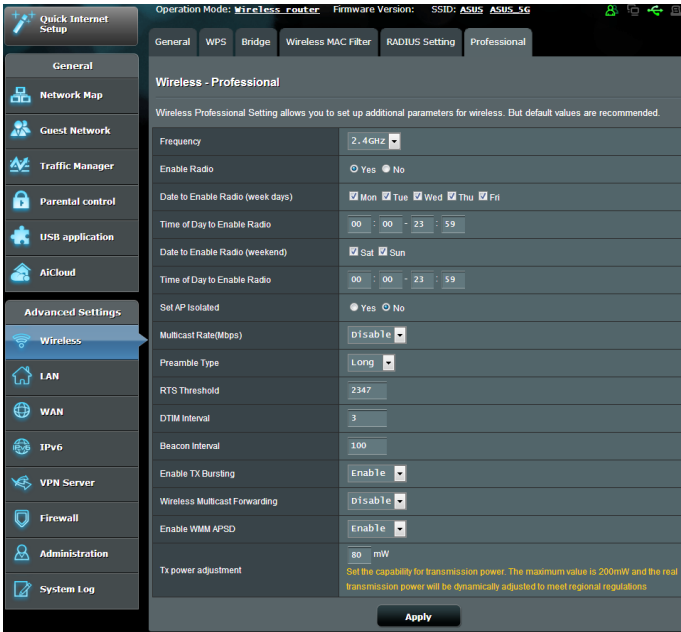 Quick Internet
Setup
Operation Mode: Wireless router Firmware Version: SSID: ASUS ASUS_5G
General WPS Bridge Wireless MAC Filter RADIUS Setting Professional
General
Network Map
Guest Network
Traffic Manager
Parental control
USB application
AiCloud
Advanced Settings
Wireless
LAN
WAN
IPv6
IPv6
VPN Server
Firewall
Administration
System Log
Wireless - Professional
Wireless Professional Setting allows you to set up additional parameters for wireless. But default values are recommended.
Frequency 2.4GHz
Enable Radio Yes No
Date to Enable Radio (week days) Mon Tue Wed Thu Fri
Time of Day to Enable Radio 00 : 00 - 23 : 59
Date to Enable Radio (weekend) Sat Sun
Time of Day to Enable Radio 00 : 00 - 23 : 59
Set AP Isolated Yes No
Multicast Rate(Mbps) Disable
Preamble Type Long
RTS Threshold 2347
DTIM Interval 3
Beacon Interval 100
Enable TX Bursting Enable
Wireless Multicast Forwarding Disable
Enable WMM APSD Enable
Tx power adjustment 80 mW
Set the capability for transmission power. The maximum value is 200mW and the real
transmission power will be dynamically adjusted to meet regional regulations
Apply